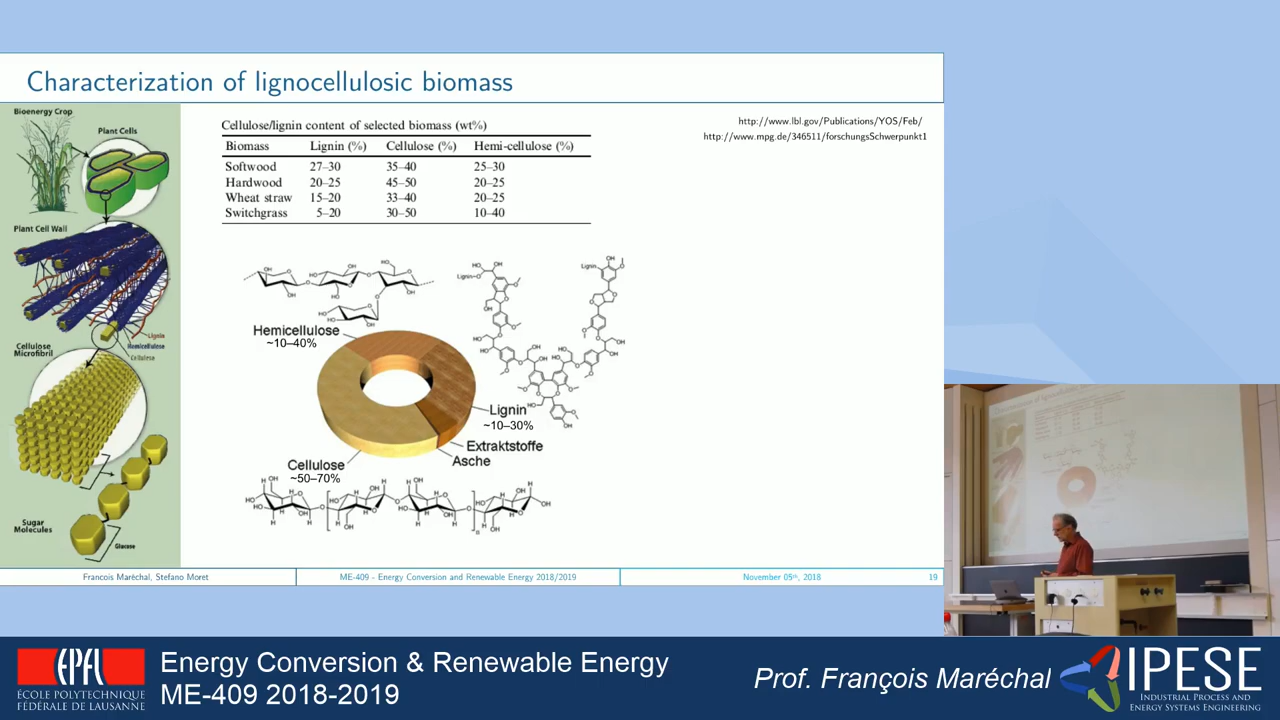 Characterization of lignocellulosic biomass
Bioenergy Crop
Plant Cells
Plant Cell Wall
Lignin
Hemicellulose
Cellulose
Cellulose
Microfibril
Sugar
Molecules
Glucose
Cellulose/lignin content of selected biomass (wt%)
Biomass Lignin (%) Cellulose (%) Hemi-cellulose (%)
Softwood 27–30 35–40 25–30
Hardwood 20–25 45–50 20–25
Wheat straw 15–20 33–40 20–25
Switchgrass 5–20 30–50 10–40
http://www.lbl.gov/Publications/YOS/Feb/
http://www.mpg.de/346511/forschungsSchwerpunkt1
Hemicellulose
~10–40%
Lignin
~10–30%
Extraktstoffe
Asche
Cellulose
~50–70%
Francois Maréchal, Stefano Moret
ME-409 - Energy Conversion and Renewable Energy 2018/2019
November 05th, 2018
19
EPFL
ÉCOLE POLYTECHNIQUE
FÉDÉRALE DE LAUSANNE
Energy Conversion & Renewable Energy
ME-409 2018-2019
Prof. François Maréchal
IPESE
Industrial Process and
Energy Systems Engineering